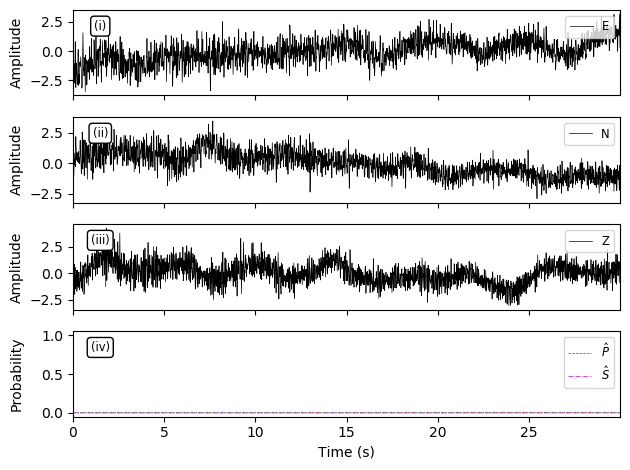 Amplitude
2.5
0.0
−2.5
(i)
E
Amplitude
2.5
0.0
−2.5
(ii)
N
Amplitude
2.5
0.0
−2.5
(iii)
Z
Probability
1.0
0.5
0.0
(iv)
P̂
Ŝ
0 5 10 15 20 25
Time (s)